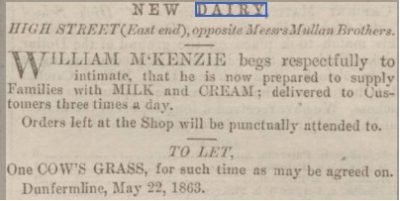 NEW DAIRY,
HIGH STREET (East end), opposite Messrs Mullan Brothers.
WILLIAM M‘KENZIE begs respectfully to
intimate, that he is now prepared to supply
Families with MILK and CREAM; delivered to Cus-
tomers three times a day.
Orders left at the Shop will be punctually attended to.
TO LET,
One COW'S GRASS, for such time as may be agreed on.
Dunfermline, May 22, 1863.